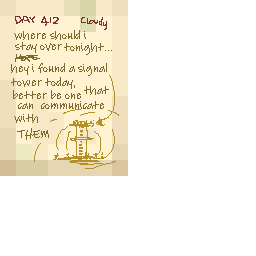 DAY 412 Cloudy
where should i
stay over tonight...
hey i found a signal
tower today,
better be one that
can communicate
with
THEM